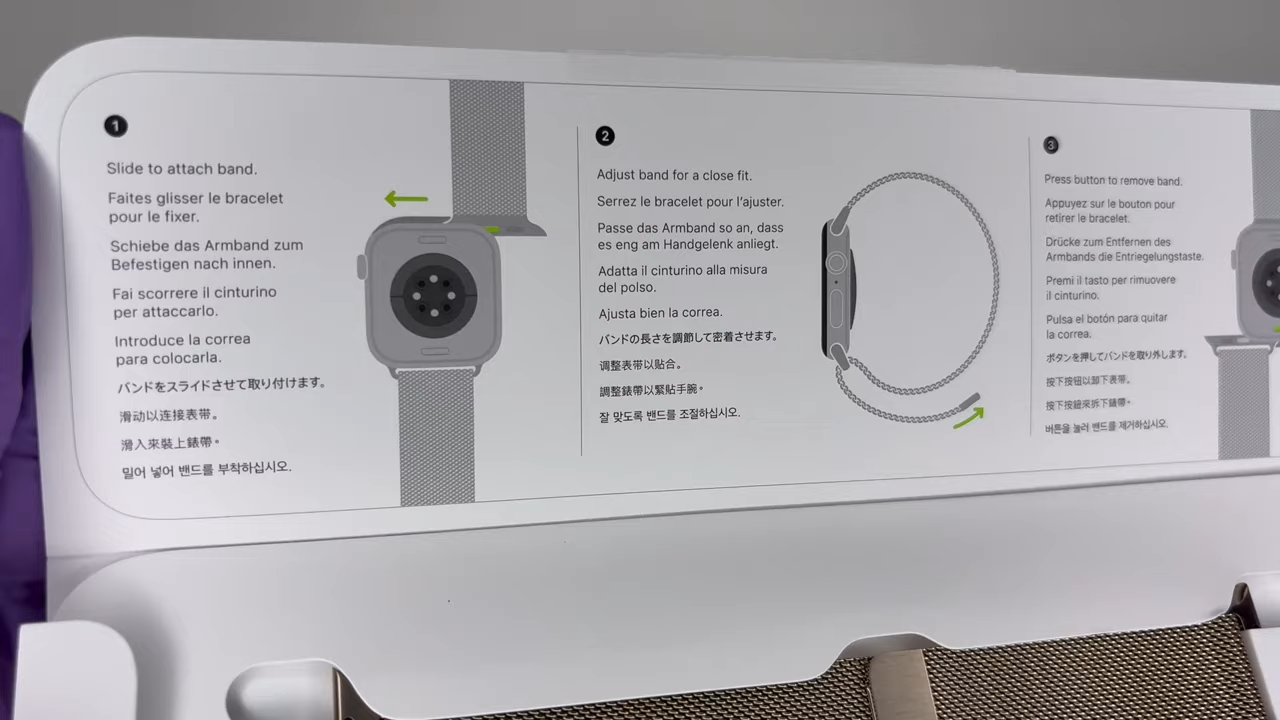 1
Slide to attach band.
Faites glisser le bracelet
pour le fixer.
Schiebe das Armband zum
Befestigen nach innen.
Fai scorrere il cinturino
per attaccarlo.
Introduce la correa
para colocarla.
バンドをスライドさせて取り付けます。
滑动以连接表带。
滑入來裝上錶帶。
밀어 넣어 밴드를 부착하십시오.
2
Adjust band for a close fit.
Serrez le bracelet pour l'ajuster.
Passe das Armband so an, dass
es eng am Handgelenk anliegt.
Adatta il cinturino alla misura
del polso.
Ajusta bien la correa.
バンドの長さを調節して密着させます。
调整表带以贴合。
調整錶帶以緊貼手腕。
잘 맞도록 밴드를 조절하십시오.
3
Press button to remove band.
Appuyez sur le bouton pour
retirer le bracelet.
Drücke zum Entfernen des
Armbands die Entriegelungstaste.
Premi il tasto per rimuovere
il cinturino.
Pulsa el botón para quitar
la correa.
ボタンを押してバンドを取り外します。
按下按钮以卸下表带。
按下按鈕來拆下錶帶。
버튼을 눌러 밴드를 제거하십시오.